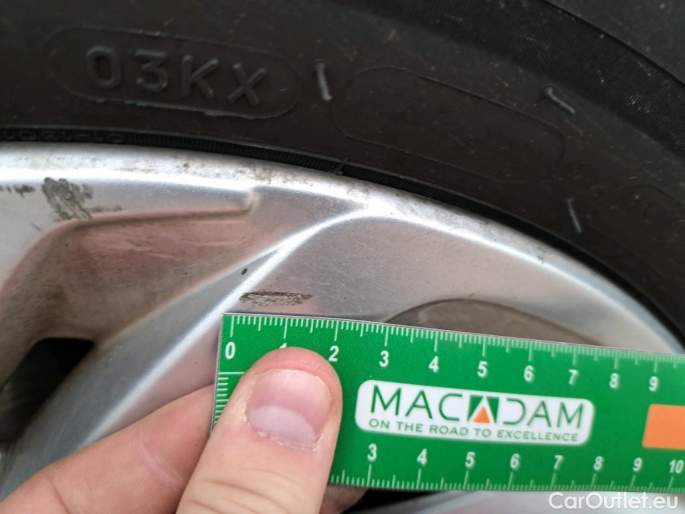 03KX
0 1 2 3 4 5 6 7 8 9
MACADAM
ON THE ROAD TO EXCELLENCE
3 4 5 6 7 8 9 10
CarOutlet.eu